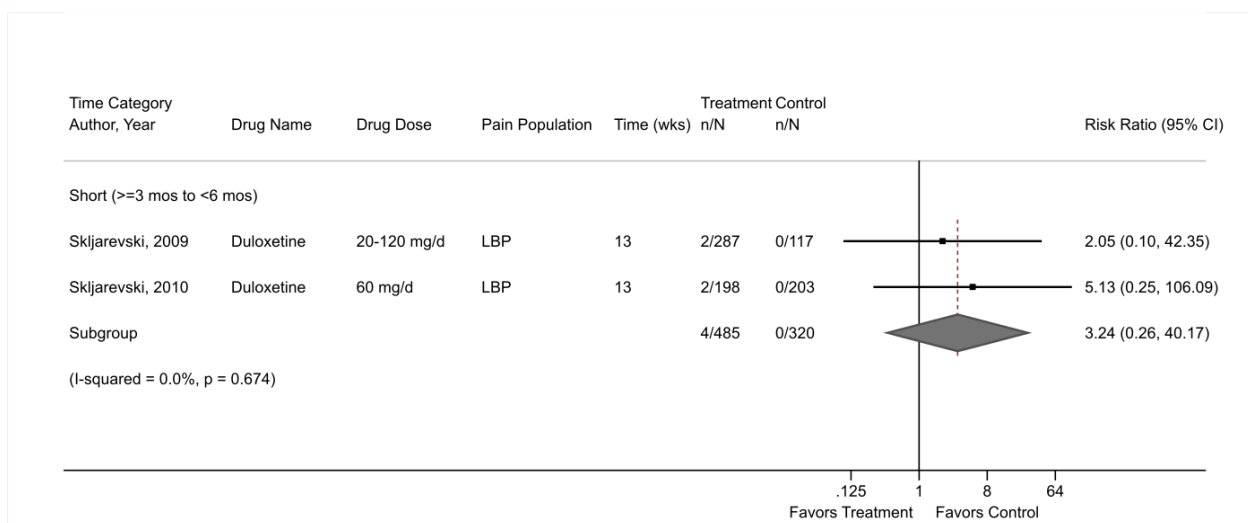 Time Category Treatment Control
Author, Year Drug Name Drug Dose Pain Population Time (wks) n/N n/N Risk Ratio (95% CI)
Short (>=3 mos to <6 mos)
Skljarevski, 2009 Duloxetine 20-120 mg/d LBP 13 2/287 0/117 2.05 (0.10, 42.35)
Skljarevski, 2010 Duloxetine 60 mg/d LBP 13 2/198 0/203 5.13 (0.25, 106.09)
Subgroup 4/485 0/320 3.24 (0.26, 40.17)
(I-squared = 0.0%, p = 0.674)
.125 1 8 64
Favors Treatment Favors Control